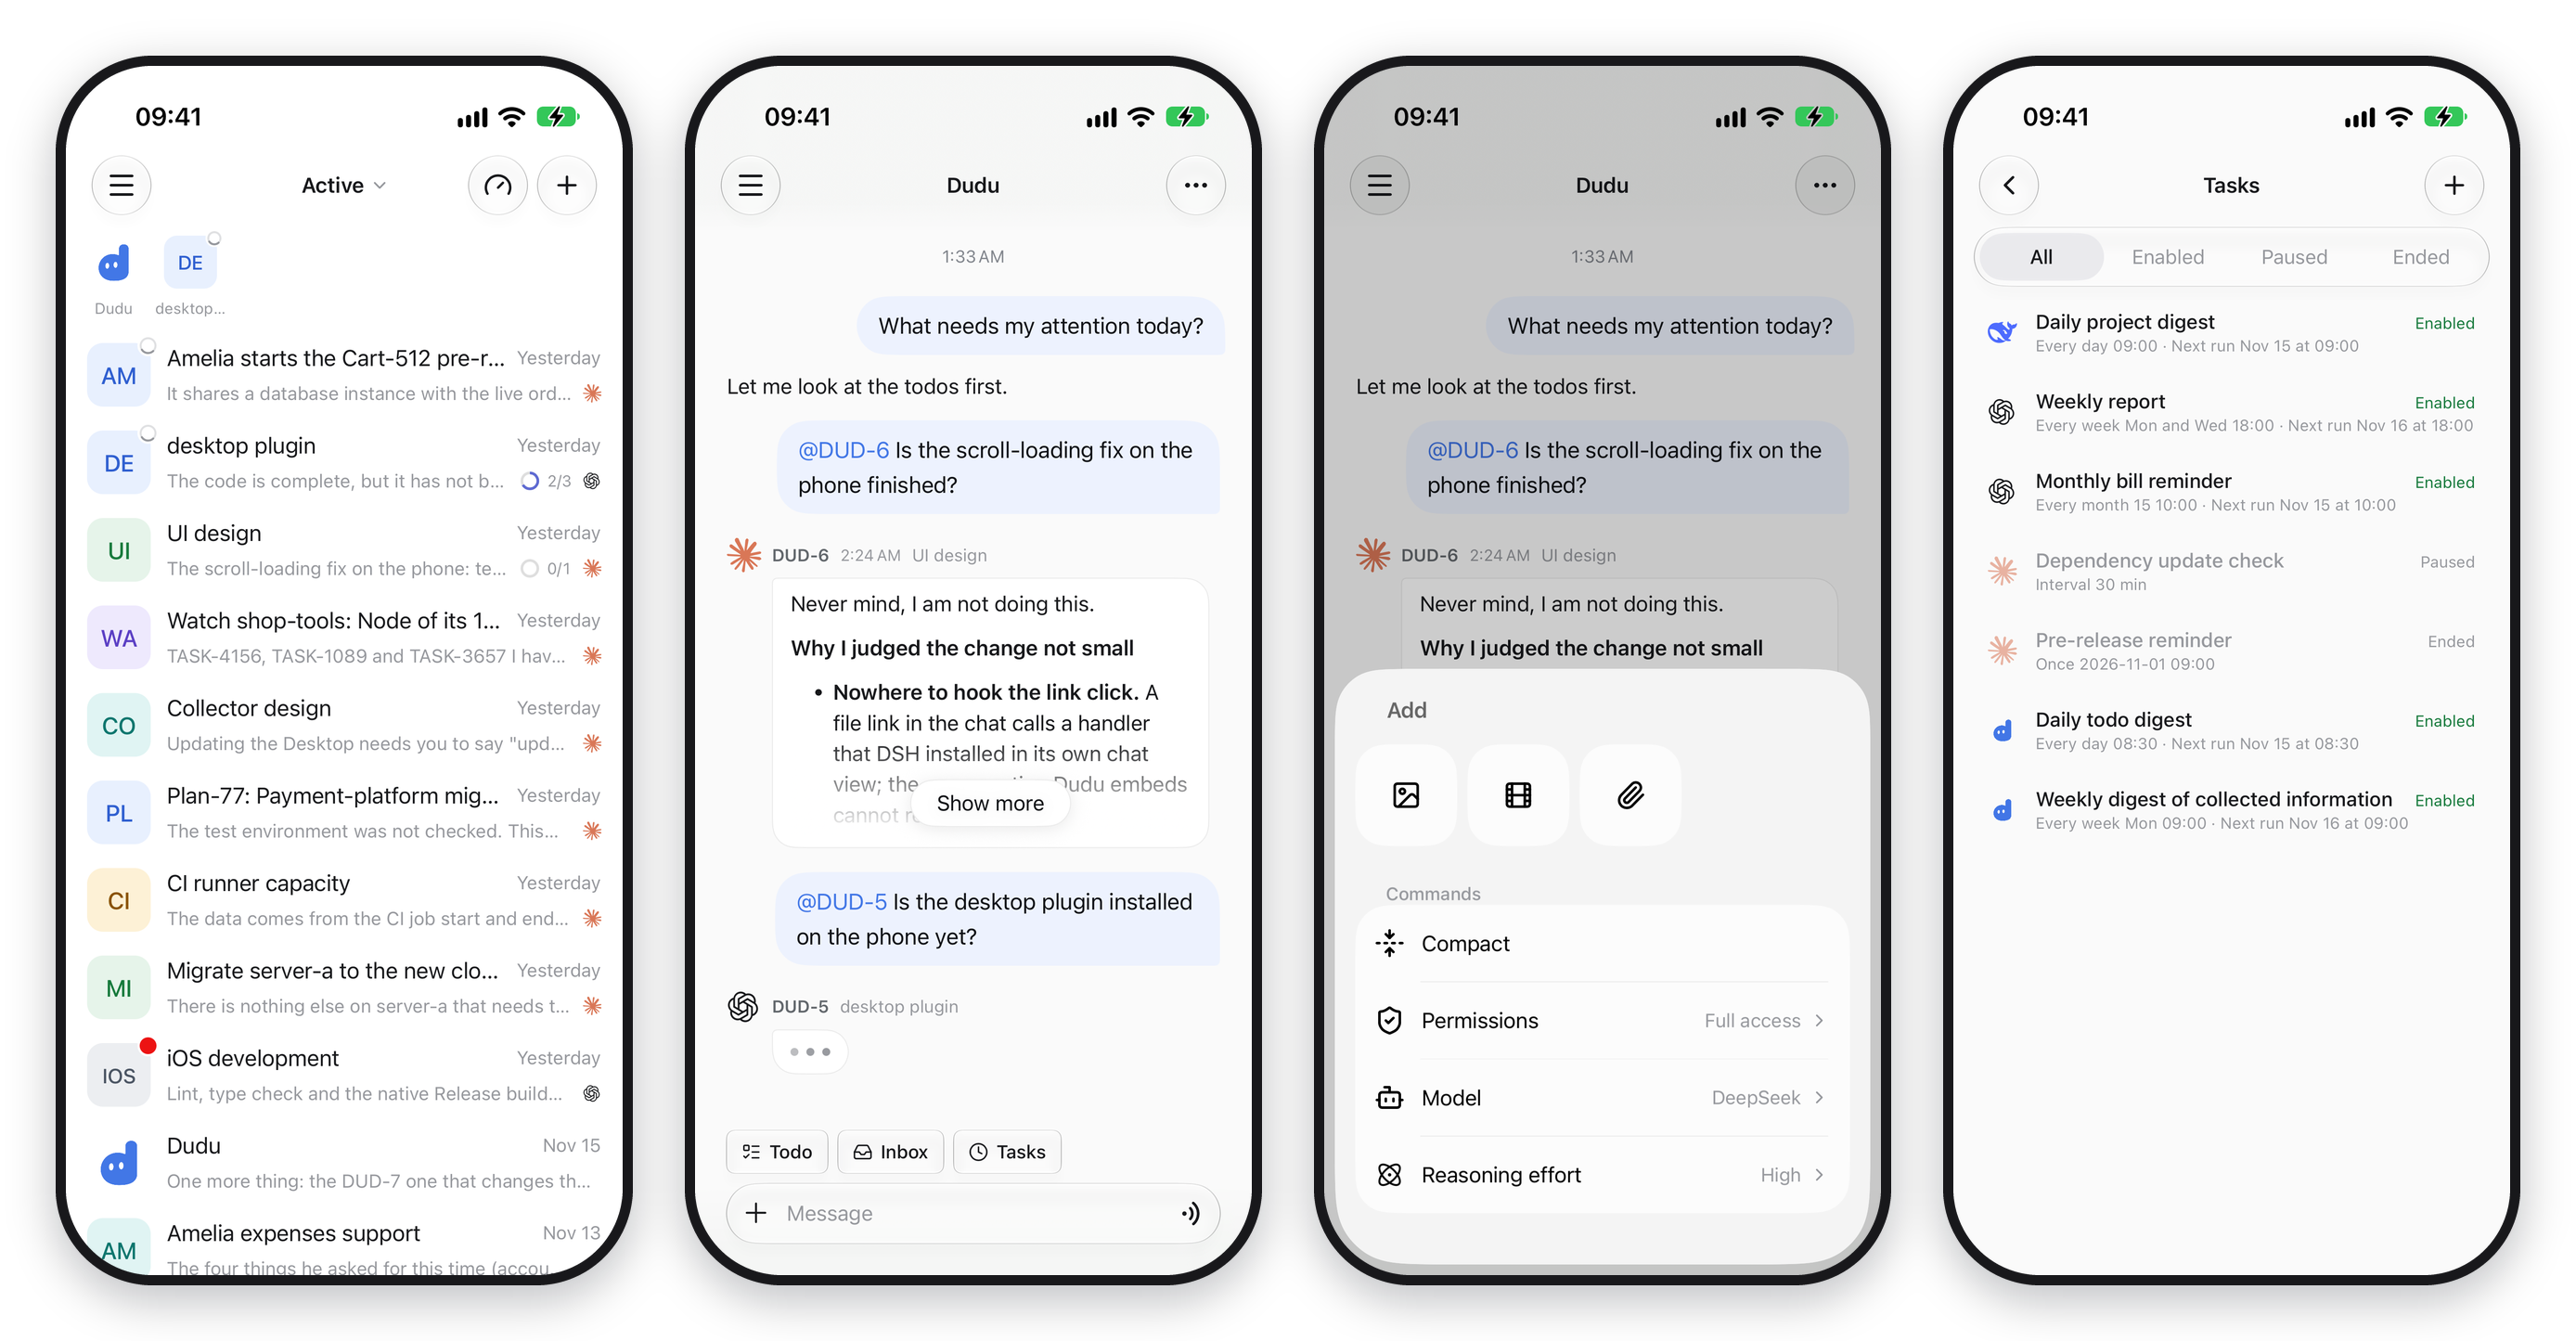 09:41
Active
DE
Dudu
desktop...
AM
Amelia starts the Cart-512 pre-r...
Yesterday
It shares a database instance with the live ord...
DE
desktop plugin
Yesterday
The code is complete, but it has not b...
2/3
UI
UI design
Yesterday
The scroll-loading fix on the phone: te...
0/1
WA
Watch shop-tools: Node of its 1...
Yesterday
TASK-4156, TASK-1089 and TASK-3657 I hav...
CO
Collector design
Yesterday
Updating the Desktop needs you to say "upd...
PL
Plan-77: Payment-platform mig...
Yesterday
The test environment was not checked. This...
CI
CI runner capacity
Yesterday
The data comes from the CI job start and end...
MI
Migrate server-a to the new clo...
Yesterday
There is nothing else on server-a that needs t...
IOS
iOS development
Yesterday
Lint, type check and the native Release build...
Dudu
Nov 15
One more thing: the DUD-7 one that changes th...
AM
Amelia expenses support
Nov 13
The four things he asked for this time (accou
09:41
Dudu
1:33 AM
What needs my attention today?
Let me look at the todos first.
@DUD-6 Is the scroll-loading fix on the
phone finished?
DUD-6 2:24 AM UI design
Never mind, I am not doing this.
Why I judged the change not small
• Nowhere to hook the link click. A
file link in the chat calls a handler
that DSH installed in its own chat
view; the Dudu embeds
cannot
Show more
@DUD-5 Is the desktop plugin installed
on the phone yet?
DUD-5 desktop plugin
Todo
Inbox
Tasks
Message
09:41
Dudu
1:33 AM
What needs my attention today?
Let me look at the todos first.
@DUD-6 Is the scroll-loading fix on the
phone finished?
DUD-6 2:24 AM UI design
Never mind, I am not doing this.
Why I judged the change not small
Add
Commands
Compact
Permissions
Full access
Model
DeepSeek
Reasoning effort
High
09:41
Tasks
All
Enabled
Paused
Ended
Daily project digest
Enabled
Every day 09:00 · Next run Nov 15 at 09:00
Weekly report
Enabled
Every week Mon and Wed 18:00 · Next run Nov 16 at 18:00
Monthly bill reminder
Enabled
Every month 15 10:00 · Next run Nov 15 at 10:00
Dependency update check
Paused
Interval 30 min
Pre-release reminder
Ended
Once 2026-11-01 09:00
Daily todo digest
Enabled
Every day 08:30 · Next run Nov 15 at 08:30
Weekly digest of collected information
Enabled
Every week Mon 09:00 · Next run Nov 16 at 09:00